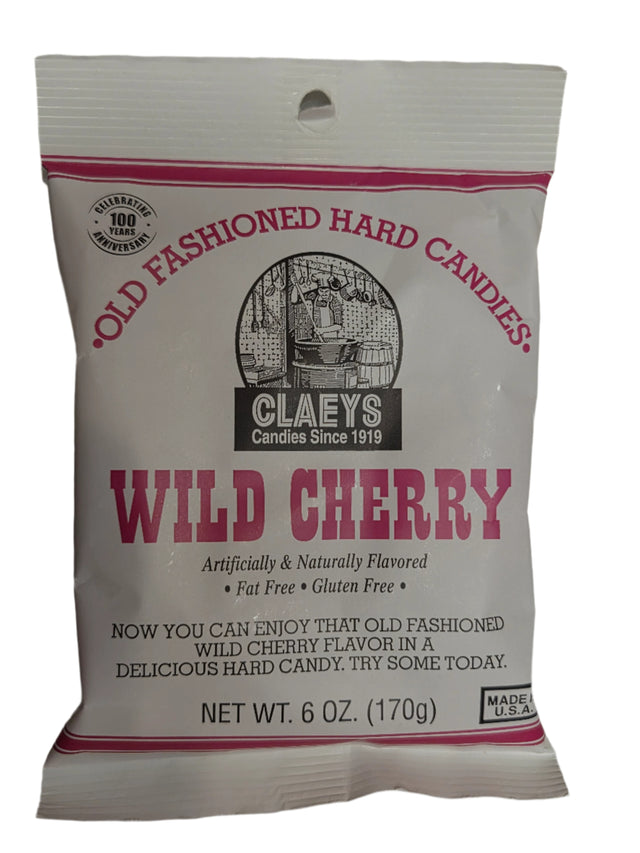 CELEBRATING
100
YEARS
ANNIVERSARY
•OLD FASHIONED HARD CANDIES•
CLAEYS
Candies Since 1919
WILD CHERRY
Artificially & Naturally Flavored
• Fat Free • Gluten Free •
NOW YOU CAN ENJOY THAT OLD FASHIONED
WILD CHERRY FLAVOR IN A
DELICIOUS HARD CANDY. TRY SOME TODAY.
NET WT. 6 OZ. (170g)
MADE I
U.S.A.